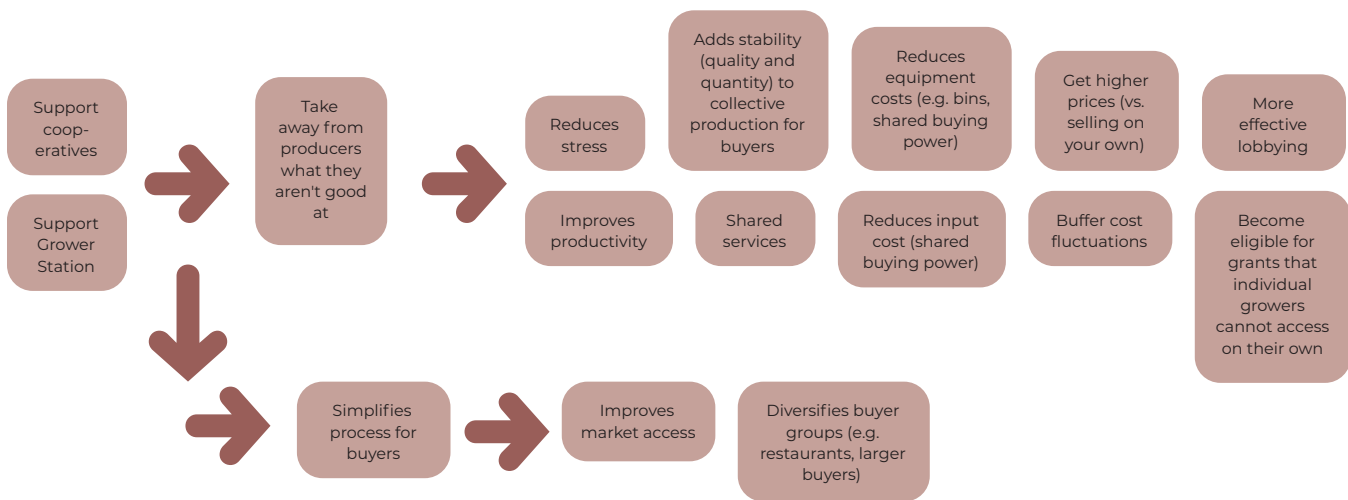 Support
coop-
eratives
Support
Grower
Station
Take
away from
producers
what they
aren't good
at
Reduces
stress
Adds stability
(quality and
quantity) to
collective
production for
buyers
Reduces
equipment
costs (e.g. bins,
shared buying
power)
Get higher
prices (vs.
selling on
your own)
More
effective
lobbying
Improves
productivity
Shared
services
Reduces input
cost (shared
buying power)
Buffer cost
fluctuations
Become
eligible for
grants that
individual
growers
cannot access
on their own
Simplifies
process for
buyers
Improves
market access
Diversifies buyer
groups (e.g.
restaurants, larger
buyers)